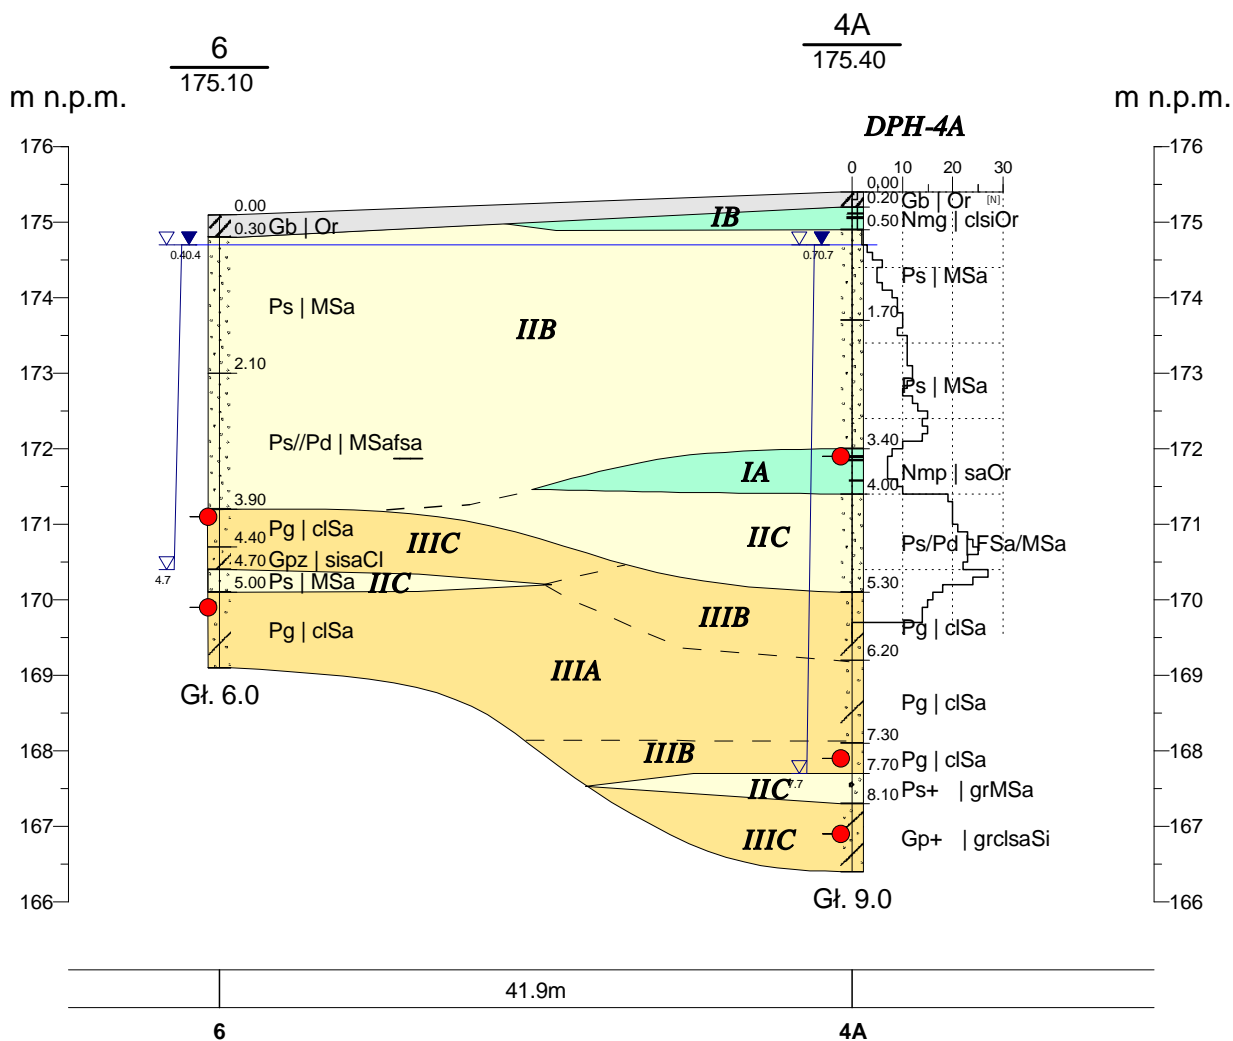 6
175.10
4A
175.40
m n.p.m.
m n.p.m.
DPH-4A
0 10 20 30
[N]
176
175
174
173
172
171
170
169
168
167
166
176
175
174
173
172
171
170
169
168
167
166
0.00
0.30 Gb | Or
0.40.4
Ps | MSa
2.10
Ps//Pd | MSafsa
3.90
Pg | clSa
4.40
4.70 Gpz | sisaCl
5.00 Ps | MSa
4.7
Pg | clSa
Gł. 6.0
IB
IIB
IA
IIC
IIIC
IIC
IIIB
IIIA
IIIB
IIC
IIIC
0.00
0.20 Gb | Or
0.50 Nmg | clsiOr
0.70.7
Ps | MSa
1.70
Ps | MSa
3.40
Nmp | saOr
4.00
Ps/Pd | FSa/MSa
5.30
Pg | clSa
6.20
Pg | clSa
7.30
Pg | clSa
7.70
7.7
Ps+ | grMSa
8.10
Gp+ | grclsaSi
Gł. 9.0
41.9m
6 4A